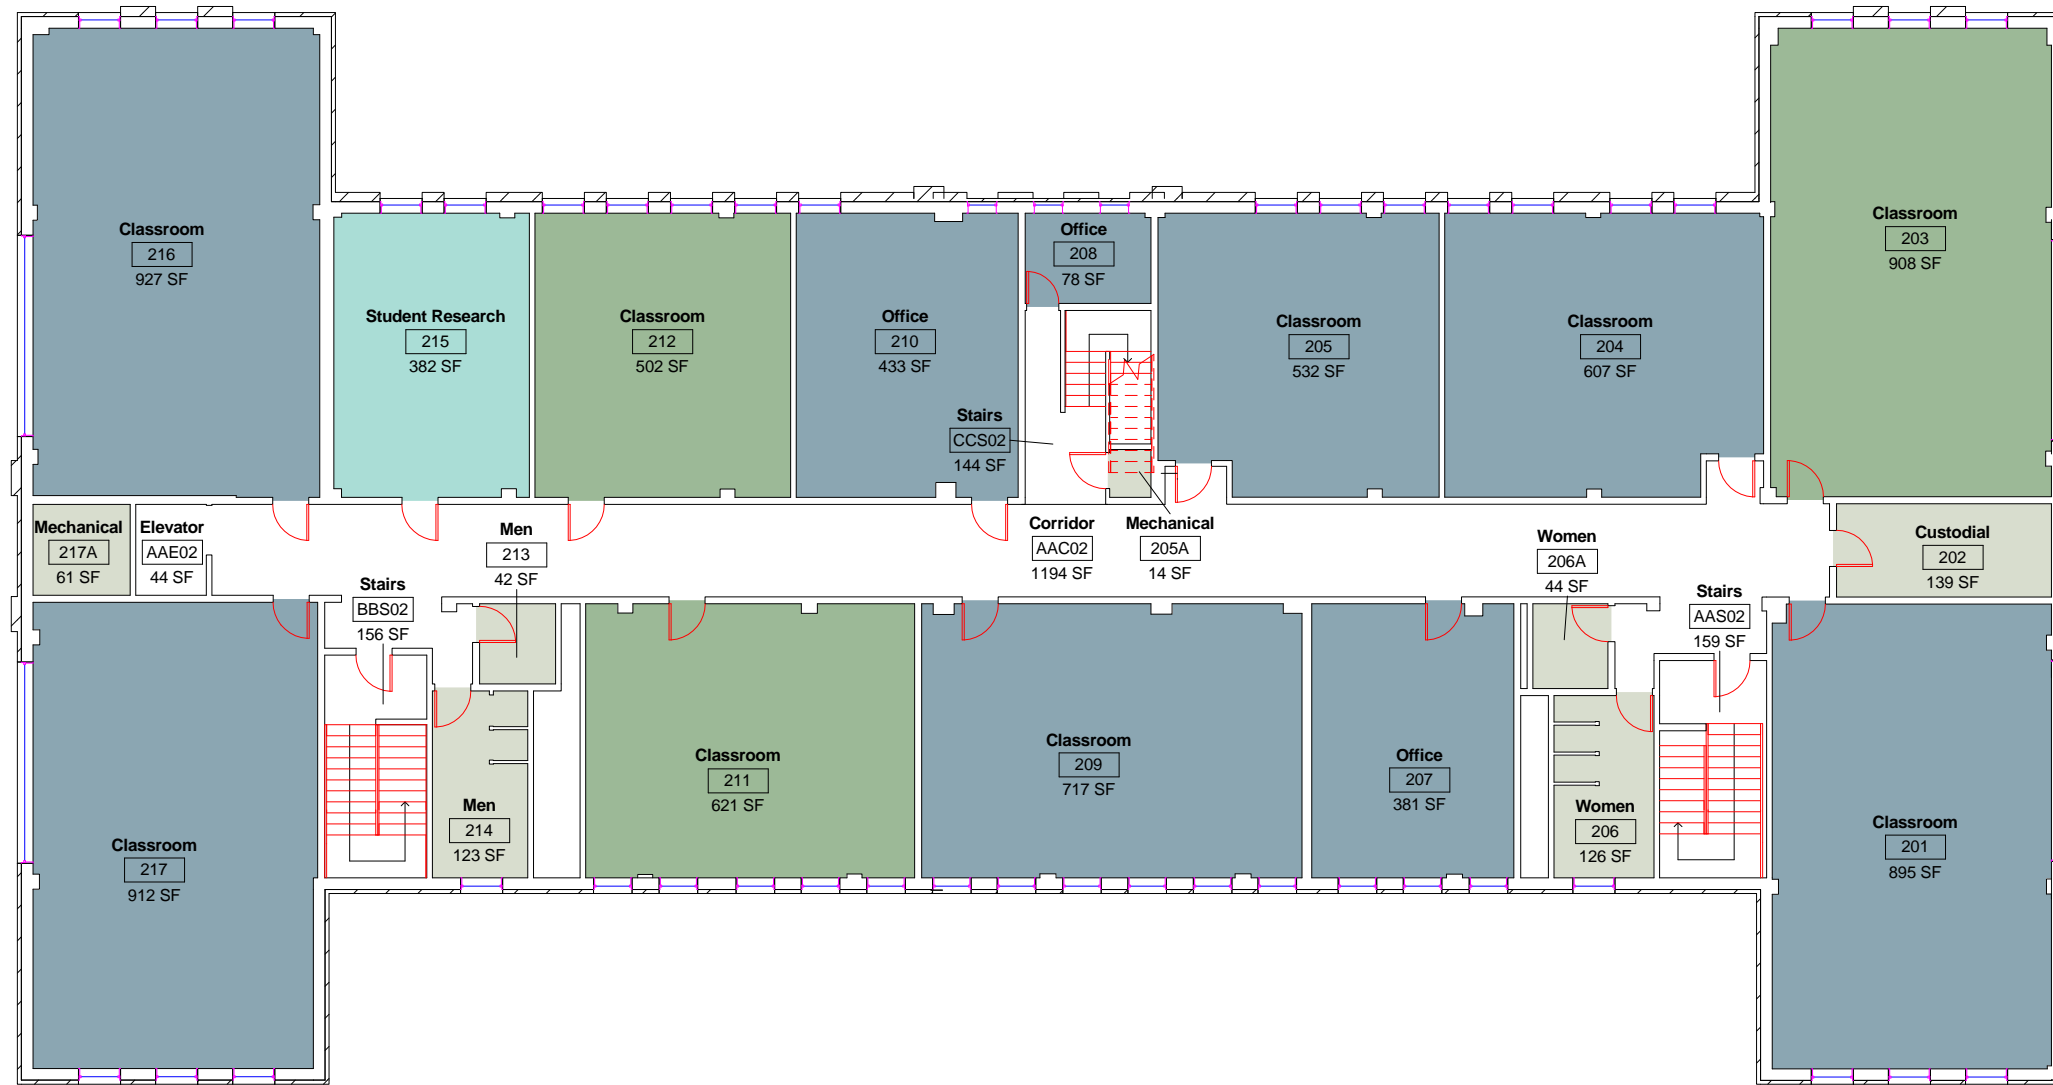 Classroom
216
927 SF
Student Research
215
382 SF
Classroom
212
502 SF
Office
210
433 SF
Office
208
78 SF
Stairs
CCS02
144 SF
Classroom
205
532 SF
Classroom
204
607 SF
Classroom
203
908 SF
Mechanical
217A
61 SF
Elevator
AAE02
44 SF
Stairs
BBS02
156 SF
Men
213
42 SF
Corridor
AAC02
1194 SF
Mechanical
205A
14 SF
Women
206A
44 SF
Stairs
AAS02
159 SF
Custodial
202
139 SF
Classroom
217
912 SF
Men
214
123 SF
Classroom
211
621 SF
Classroom
209
717 SF
Office
207
381 SF
Women
206
126 SF
Classroom
201
895 SF